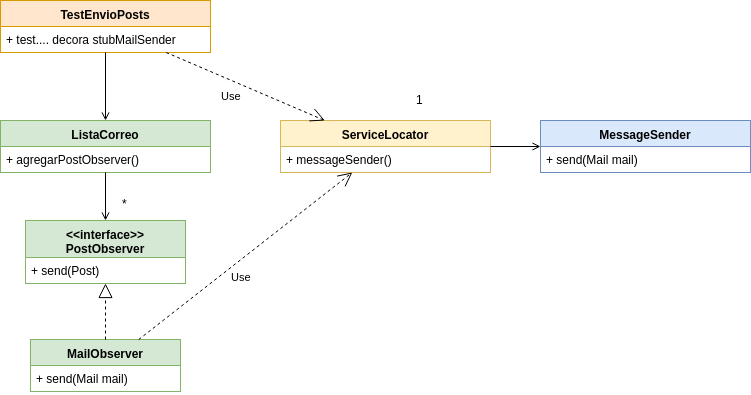 TestEnvioPosts
+ test.... decora stubMailSender
Use
1
ListaCorreo
+ agregarPostObserver()
ServiceLocator
+ messageSender()
MessageSender
+ send(Mail mail)
*
<<interface>>
PostObserver
+ send(Post)
Use
MailObserver
+ send(Mail mail)